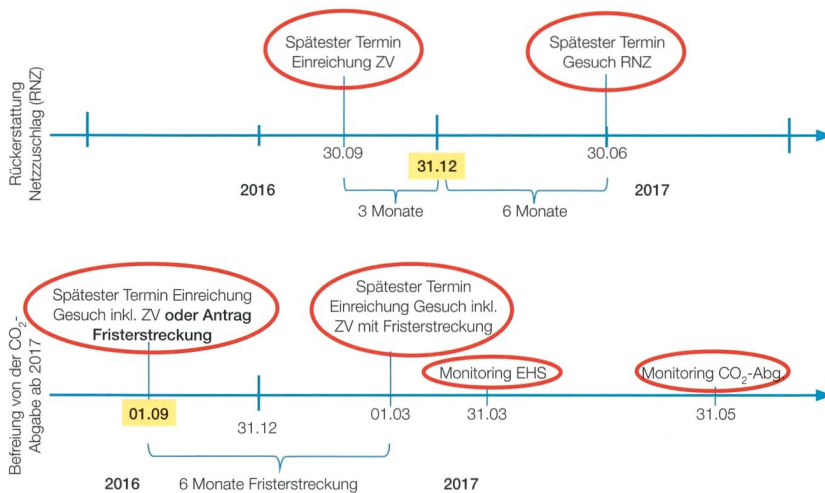 Rückerstattung
Netzzuschlag (RNZ)
Spätester Termin
Einreichung ZV
Spätester Termin
Gesuch RNZ
30.09
31.12
30.06
2016
2017
3 Monate
6 Monate
Befreiung von der CO₂-
Abgabe ab 2017
Spätester Termin Einreichung
Gesuch inkl. ZV oder Antrag
Fristerstreckung
Spätester Termin
Einreichung Gesuch inkl.
ZV mit Fristerstreckung
Monitoring EHS
Monitoring CO₂-Abg.
01.09
31.12
01.03
31.03
31.05
2016
6 Monate Fristerstreckung
2017